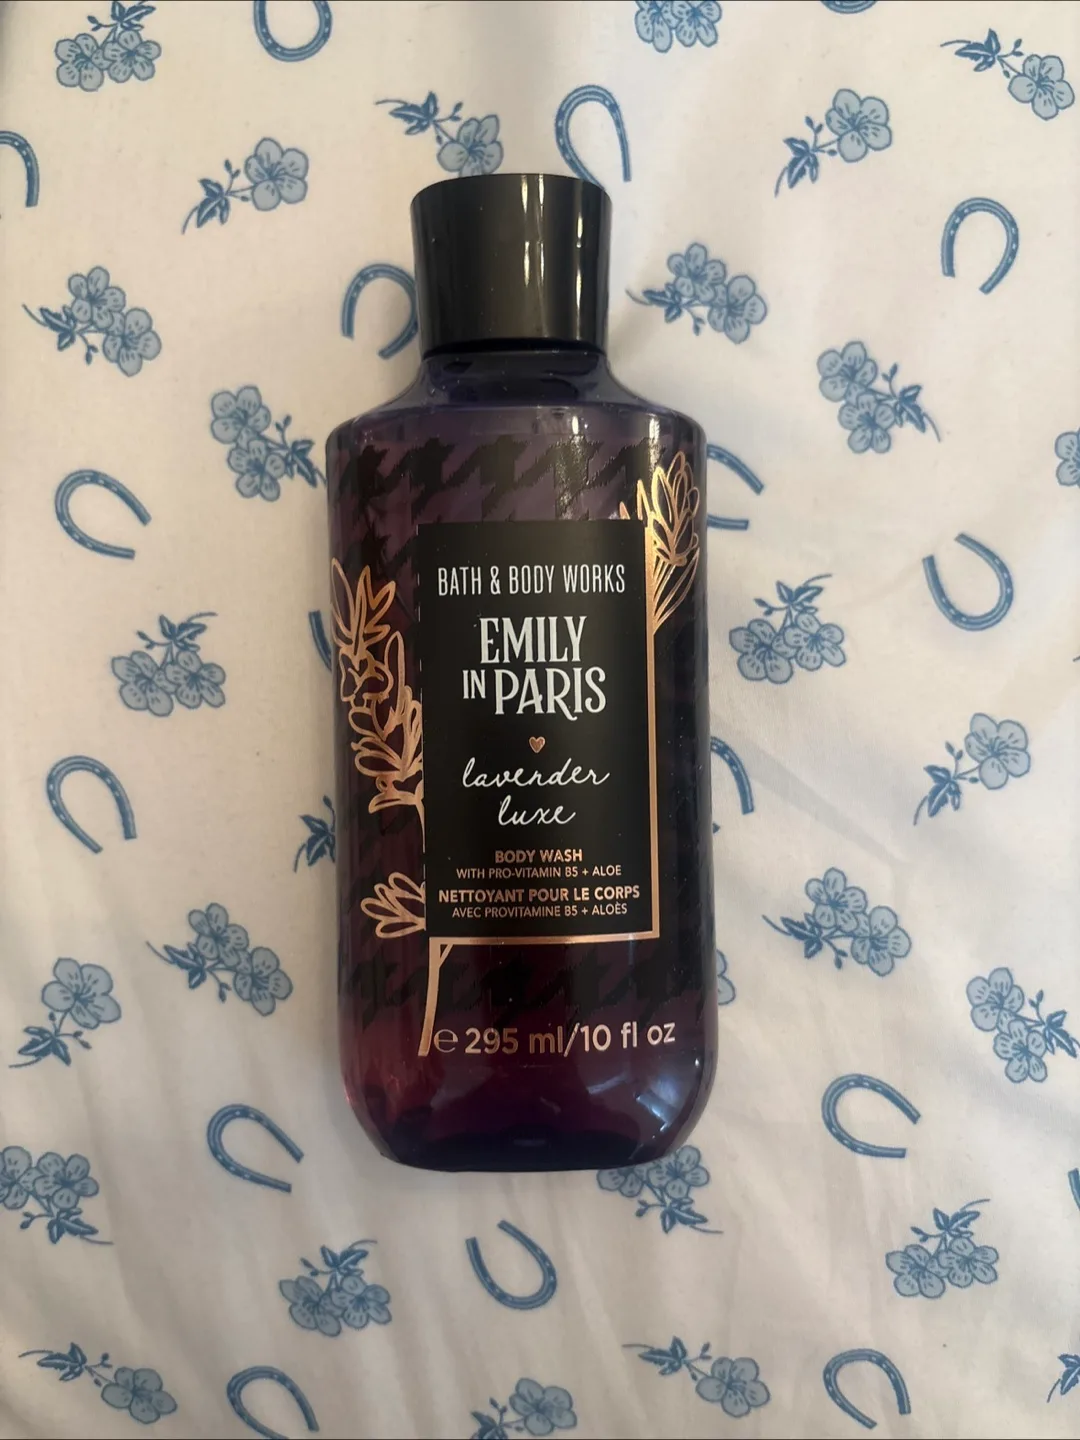 BATH & BODY WORKS
EMILY
IN PARIS
lavender
luxe
BODY WASH
WITH PRO-VITAMIN B5 + ALOE
NETTOYANT POUR LE CORPS
AVEC PROVITAMINE B5 + ALOÈS
℮ 295 ml/10 fl oz